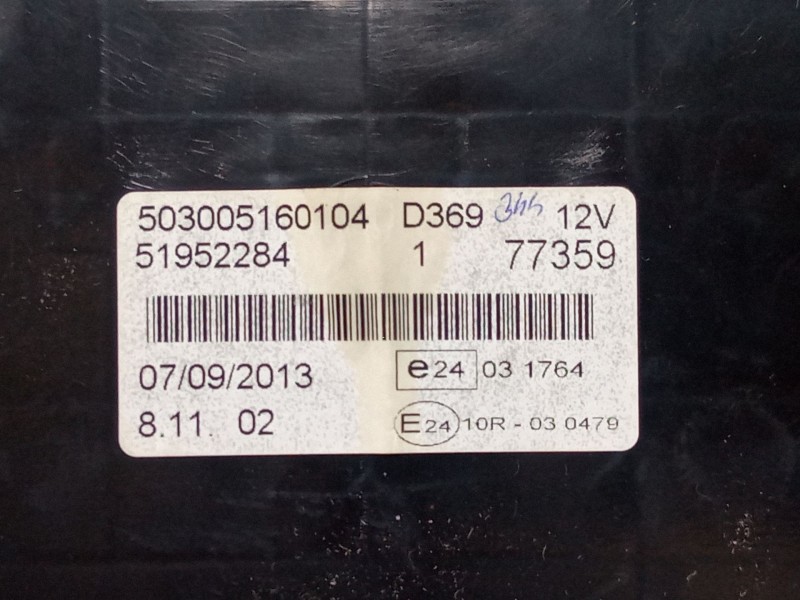 503005160104 D369 12V
51952284 1 77359
07/09/2013 e24 03 1764
8.11. 02 E24 10R - 03 0479